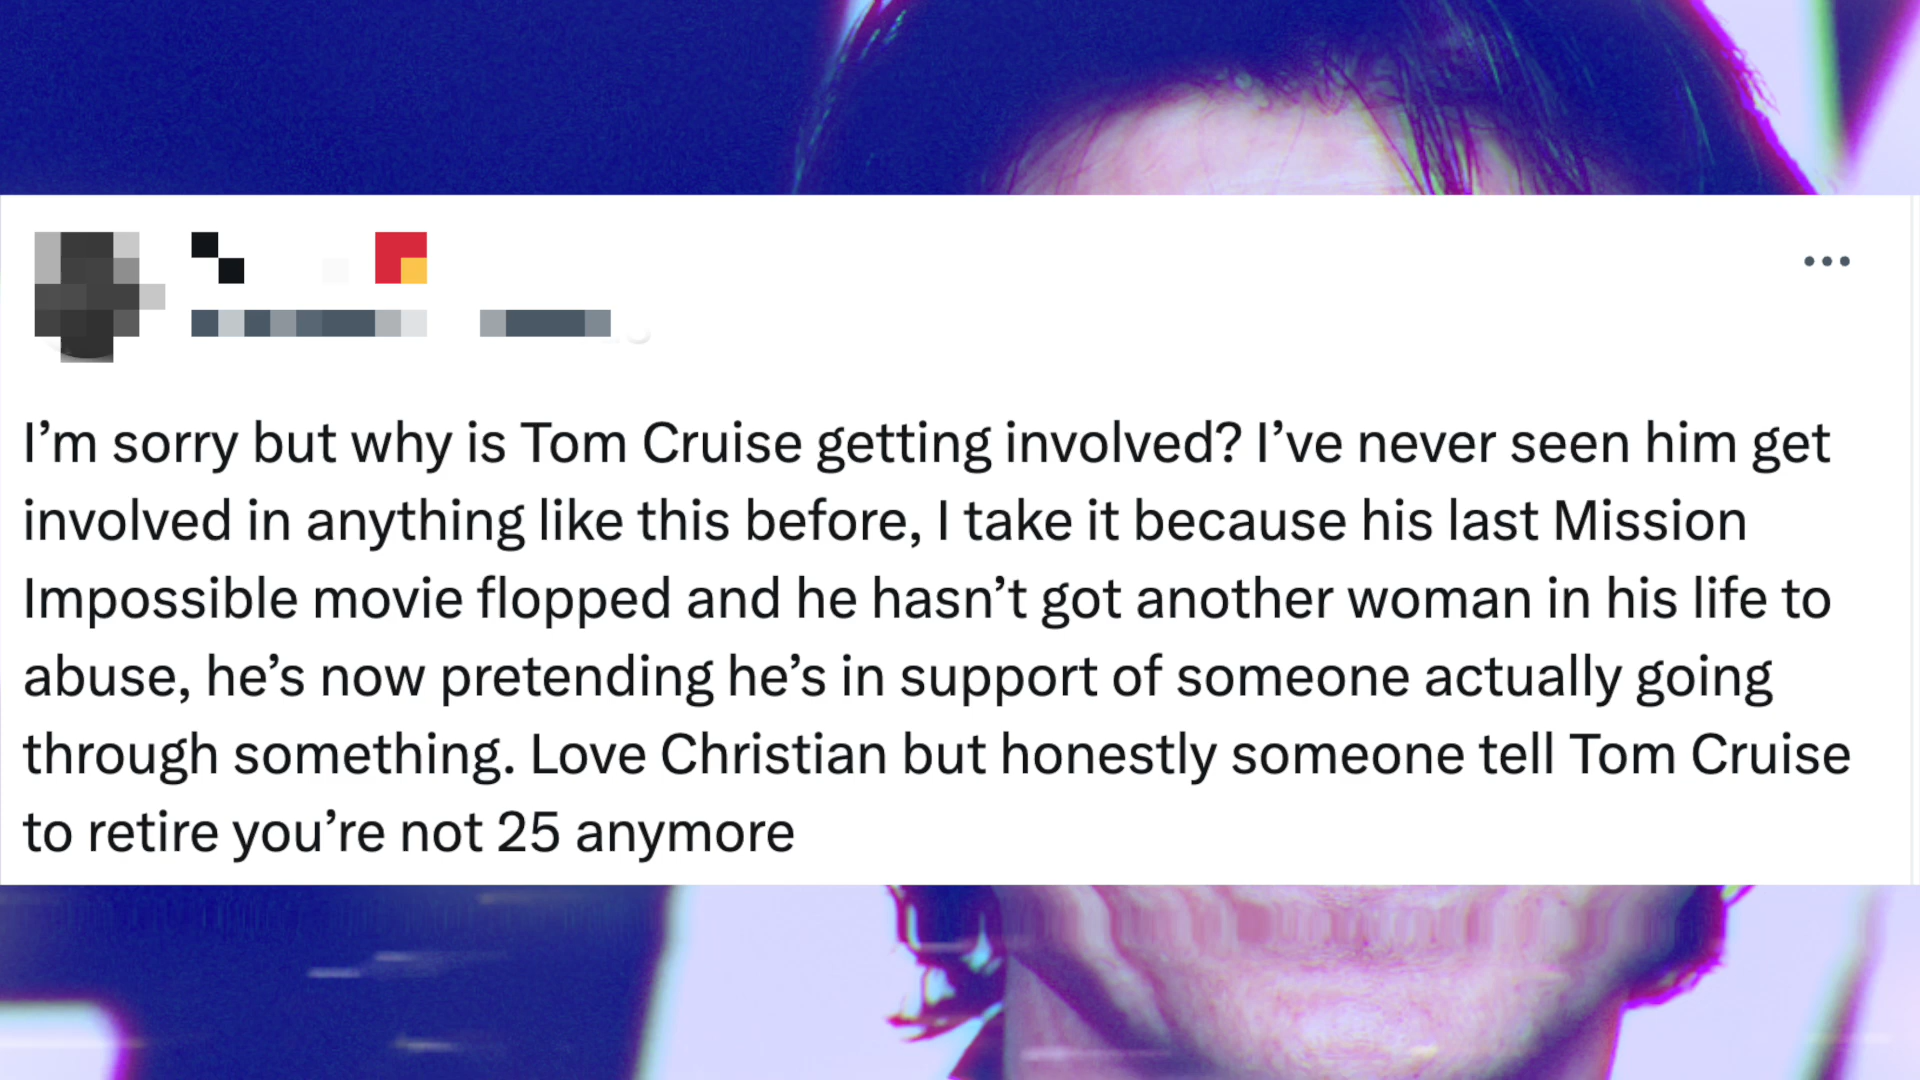 I’m sorry but why is Tom Cruise getting involved? I’ve never seen him get
involved in anything like this before, I take it because his last Mission
Impossible movie flopped and he hasn’t got another woman in his life to
abuse, he’s now pretending he’s in support of someone actually going
through something. Love Christian but honestly someone tell Tom Cruise
to retire you’re not 25 anymore